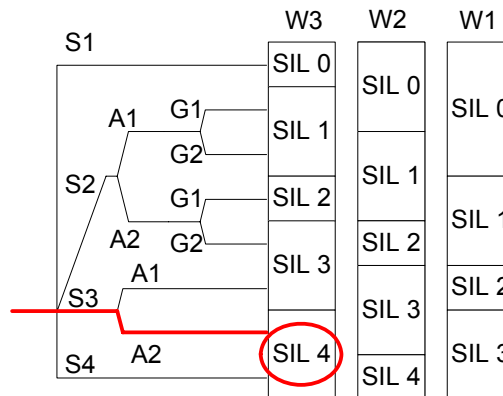 W3 W2 W1
S1
SIL 0 SIL 0 SIL 0
A1 G1
SIL 1 SIL 1
G2
S2
G1 SIL 2 SIL 1
A2 G2 SIL 2
SIL 3
A1 SIL 2
S3
SIL 3
A2 SIL 4 SIL 3
S4
SIL 4